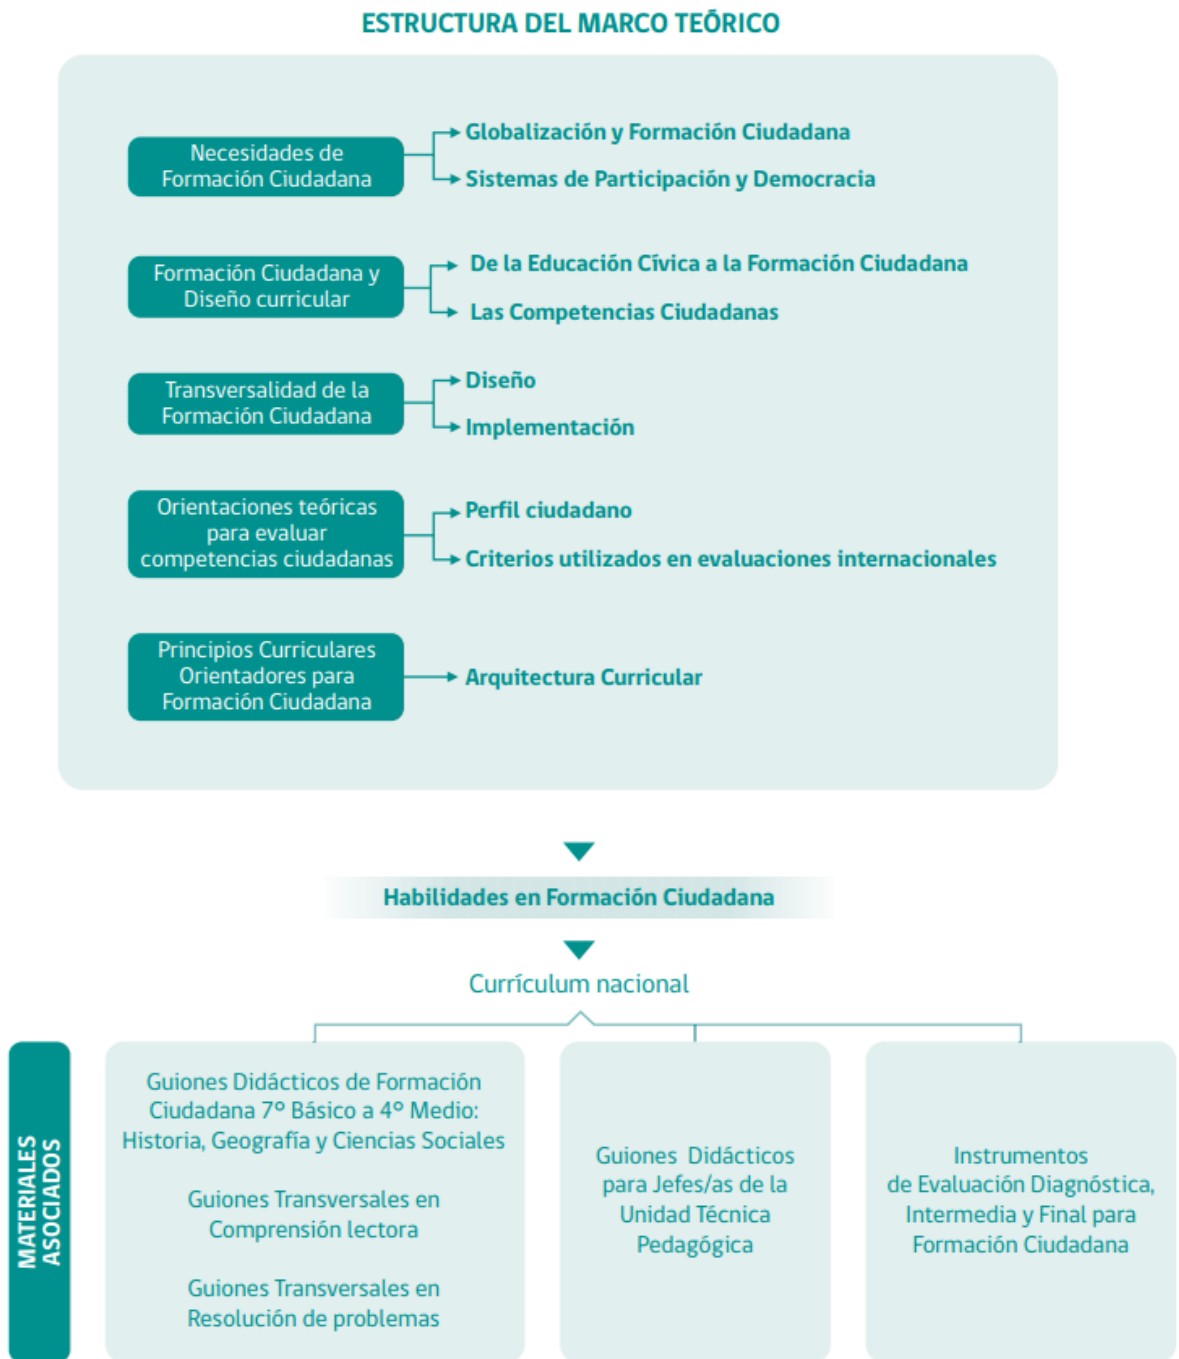 ESTRUCTURA DEL MARCO TEÓRICO
Necesidades de
Formación Ciudadana
Globalización y Formación Ciudadana
Sistemas de Participación y Democracia
Formación Ciudadana y
Diseño curricular
De la Educación Cívica a la Formación Ciudadana
Las Competencias Ciudadanas
Transversalidad de la
Formación Ciudadana
Diseño
Implementación
Orientaciones teóricas
para evaluar
competencias ciudadanas
Perfil ciudadano
Criterios utilizados en evaluaciones internacionales
Principios Curriculares
Orientadores para
Formación Ciudadana
Arquitectura Curricular
Habilidades en Formación Ciudadana
Currículum nacional
MATERIALES
ASOCIADOS
Guiones Didácticos de Formación
Ciudadana 7º Básico a 4º Medio:
Historia, Geografía y Ciencias Sociales
Guiones Transversales en
Comprensión lectora
Guiones Transversales en
Resolución de problemas
Guiones Didácticos
para Jefes/as de la
Unidad Técnica
Pedagógica
Instrumentos
de Evaluación Diagnóstica,
Intermedia y Final para
Formación Ciudadana